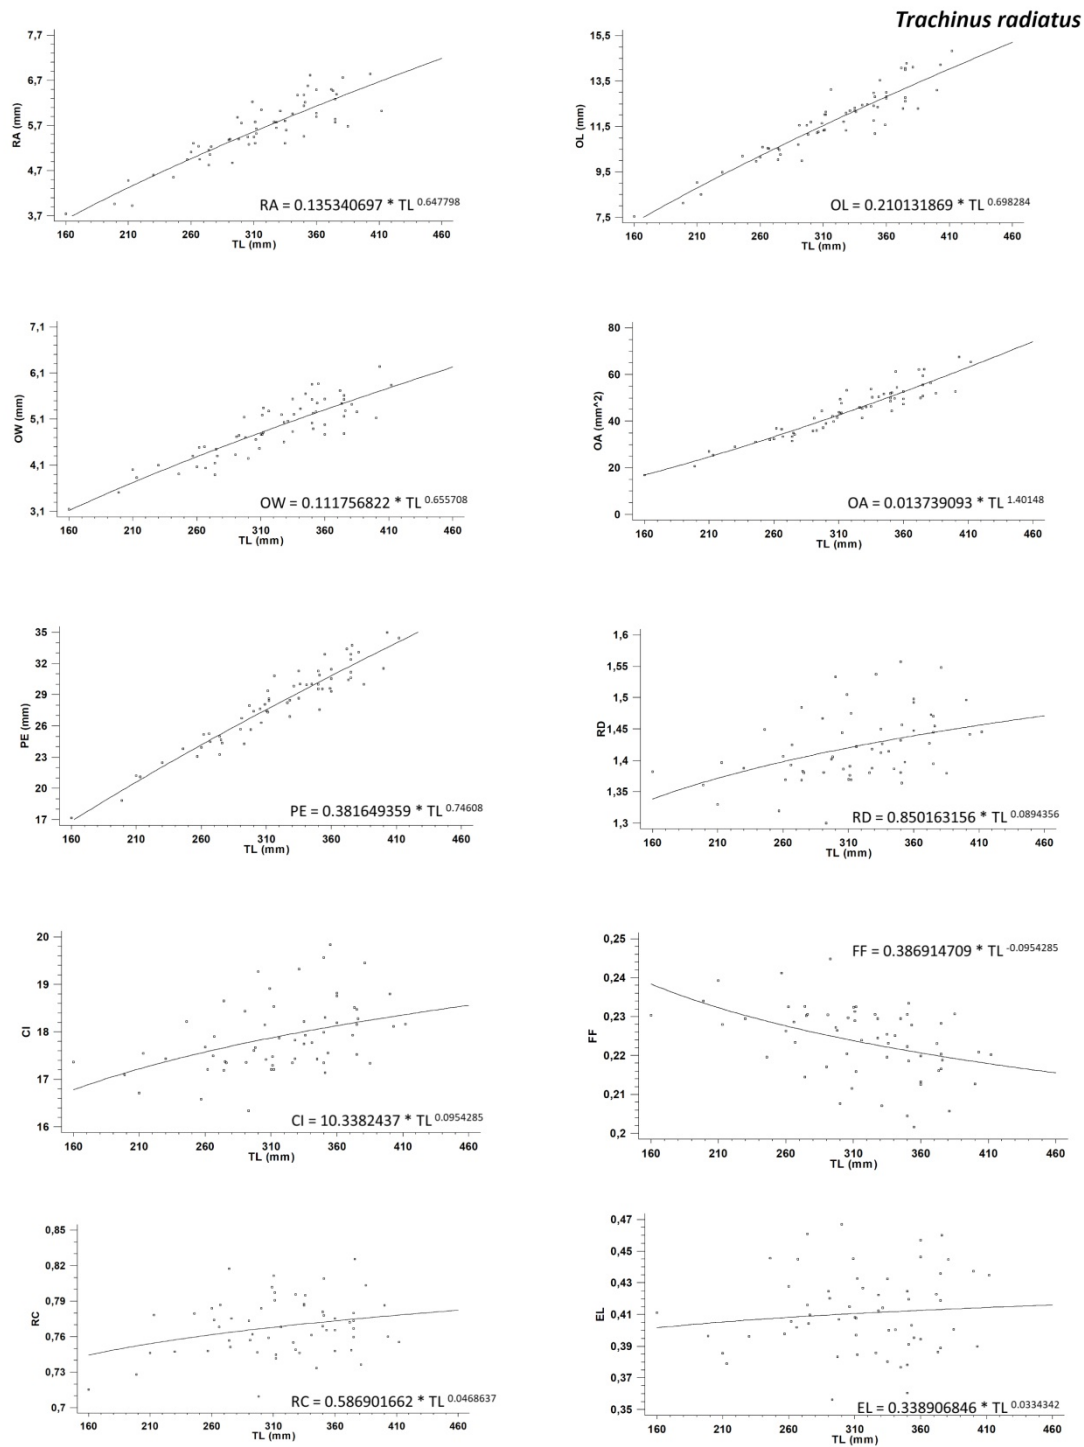 Trachinus radiatus
7,7
6,7
5,7
4,7
3,7
RA (mm)
RA = 0.135340697 * TL 0.647798
160 210 260 310 360 410 460
TL (mm)
15,5
13,5
11,5
9,5
7,5
OL (mm)
OL = 0.210131869 * TL 0.698284
160 210 260 310 360 410 460
TL (mm)
7,1
6,1
5,1
4,1
3,1
OW (mm)
OW = 0.111756822 * TL 0.655708
160 210 260 310 360 410 460
TL (mm)
80
60
40
20
0
OA (mm^2)
OA = 0.013739093 * TL 1.40148
160 210 260 310 360 410 460
TL (mm)
35
32
29
26
23
20
17
PE (mm)
PE = 0.381649359 * TL 0.74608
160 210 260 310 360 410 460
TL (mm)
1,6
1,55
1,5
1,45
1,4
1,35
1,3
RD
RD = 0.850163156 * TL 0.0894356
160 210 260 310 360 410 460
TL (mm)
20
19
18
17
16
CI
CI = 10.3382437 * TL 0.0954285
160 210 260 310 360 410 460
TL (mm)
0,25
0,24
0,23
0,22
0,21
0,2
FF
FF = 0.386914709 * TL -0.0954285
160 210 260 310 360 410 460
TL (mm)
0,85
0,82
0,79
0,76
0,73
0,7
RC
RC = 0.586901662 * TL 0.0468637
160 210 260 310 360 410 460
TL (mm)
0,47
0,45
0,43
0,41
0,39
0,37
0,35
EL
EL = 0.338906846 * TL 0.0334342
160 210 260 310 360 410 460
TL (mm)